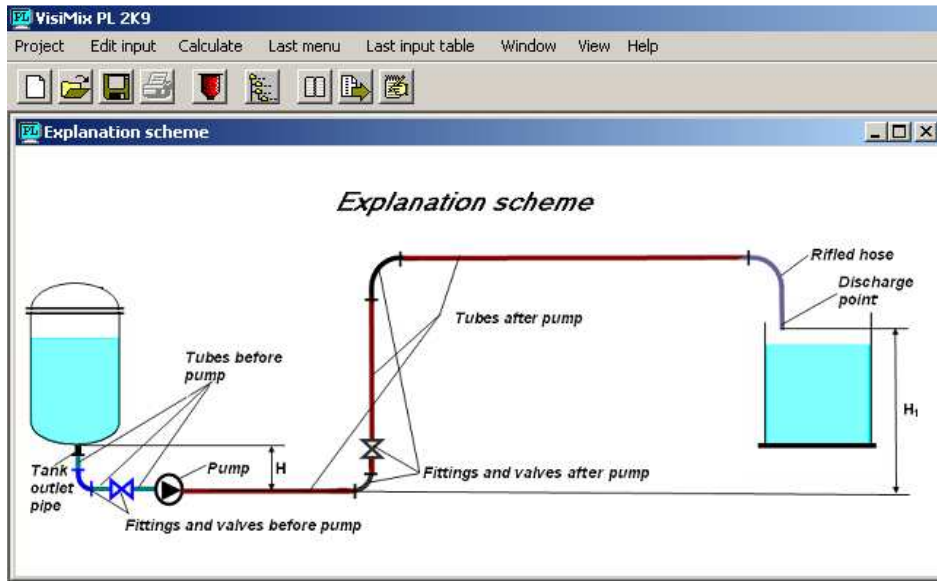 VisiMix PL 2K9
Project Edit input Calculate Last menu Last input table Window View Help
PL Explanation scheme
Explanation scheme
Rifled hose
Discharge
point
Tubes after pump
Tubes before
pump
H₁
H
Pump
Tank
outlet
pipe
Fittings and valves after pump
Fittings and valves before pump